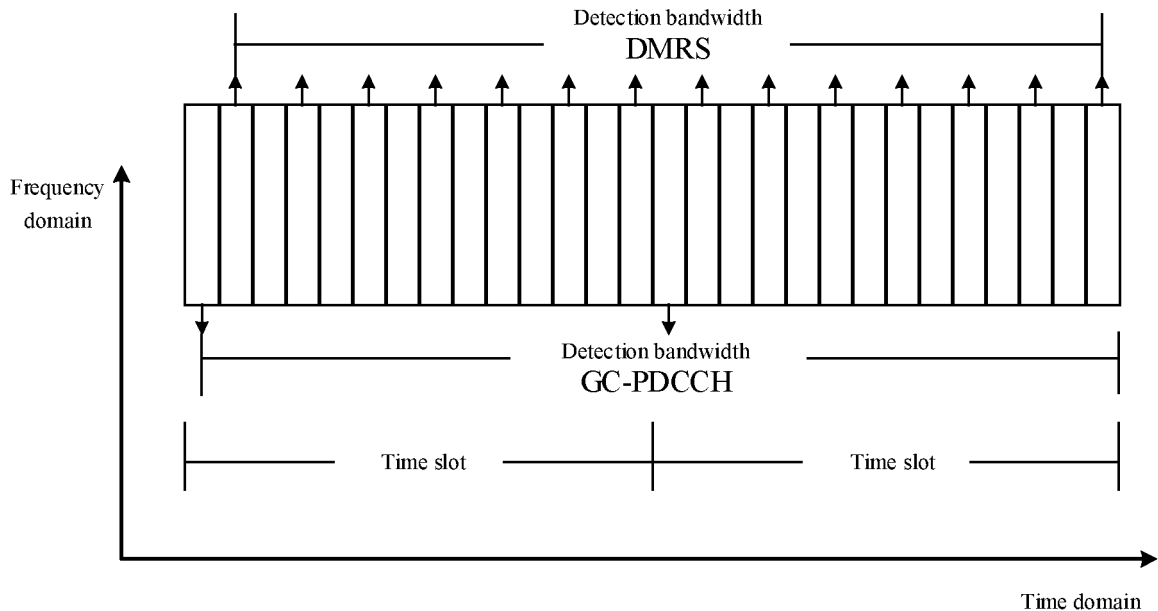 Detection bandwidth
DMRS
Frequency
domain
Detection bandwidth
GC-PDCCH
Time slot
Time slot
Time domain